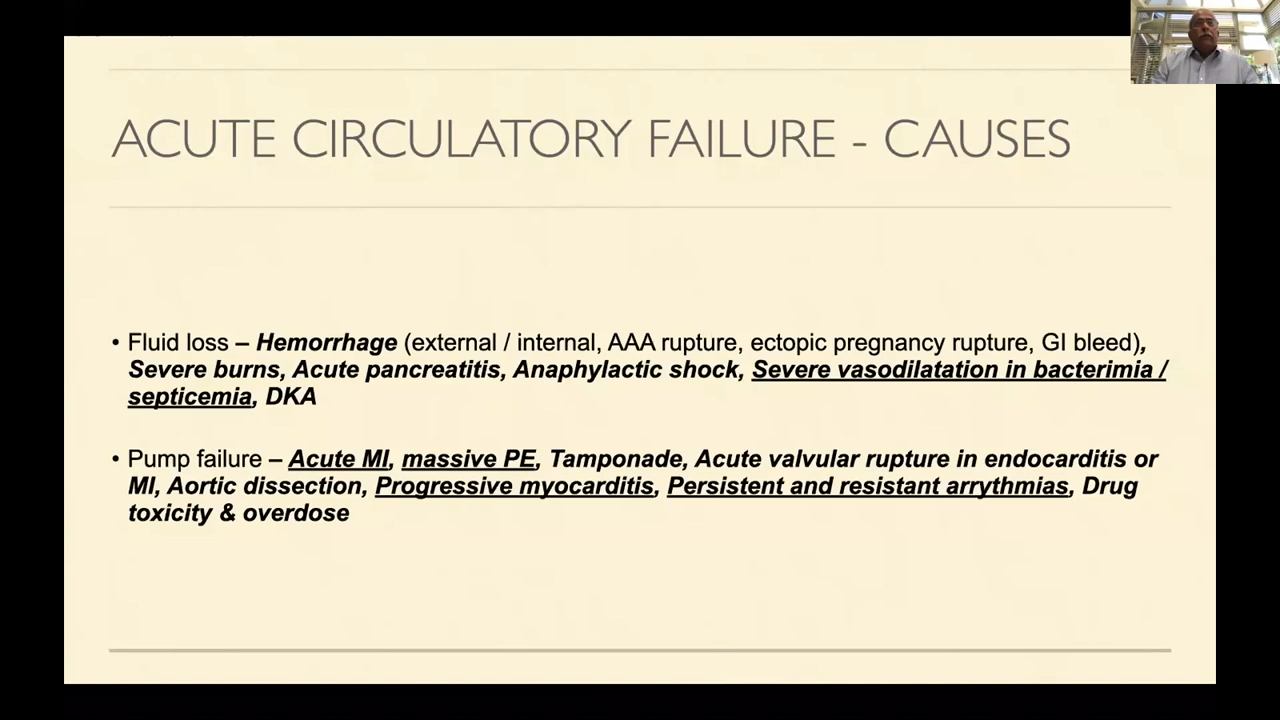 ACUTE CIRCULATORY FAILURE - CAUSES
• Fluid loss – Hemorrhage (external / internal, AAA rupture, ectopic pregnancy rupture, GI bleed),
Severe burns, Acute pancreatitis, Anaphylactic shock, Severe vasodilatation in bacterimia /
septicemia, DKA
• Pump failure – Acute MI, massive PE, Tamponade, Acute valvular rupture in endocarditis or
MI, Aortic dissection, Progressive myocarditis, Persistent and resistant arrythmias, Drug
toxicity & overdose